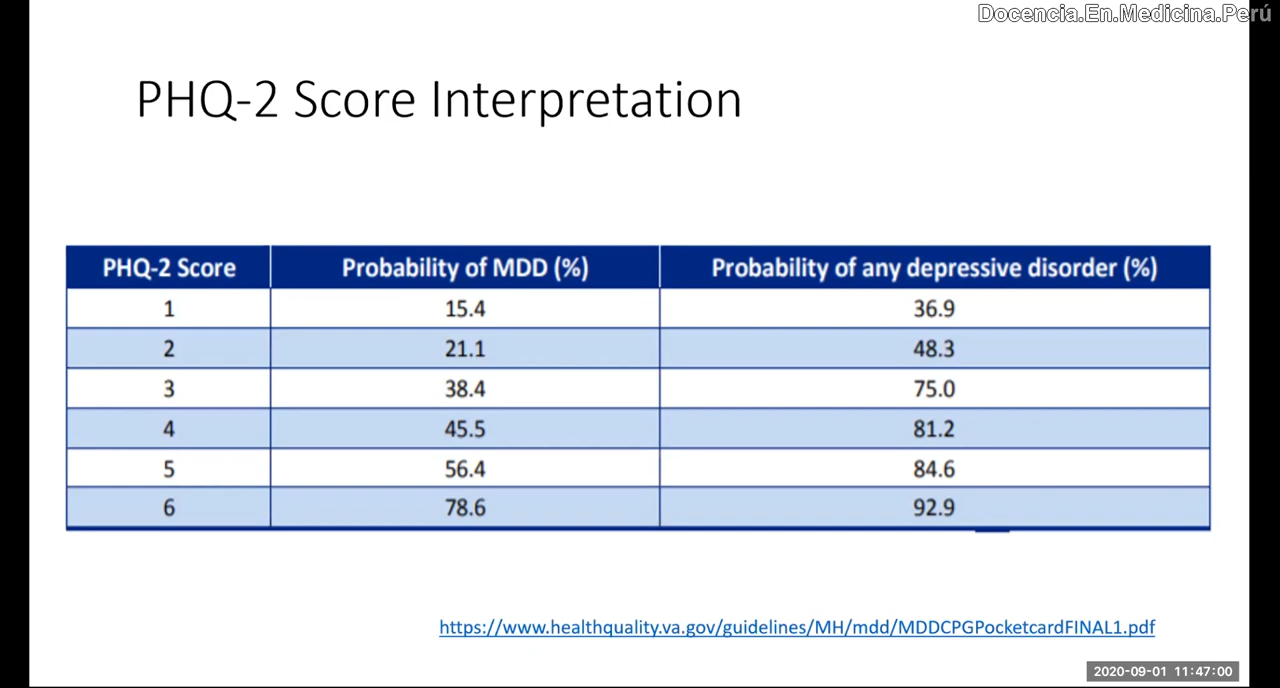 Docencia.En.Medicina.Perú
PHQ-2 Score Interpretation
PHQ-2 Score Probability of MDD (%) Probability of any depressive disorder (%)
1 15.4 36.9
2 21.1 48.3
3 38.4 75.0
4 45.5 81.2
5 56.4 84.6
6 78.6 92.9
https://www.healthquality.va.gov/guidelines/MH/mdd/MDDCPGPocketcardFINAL1.pdf
2020-09-01 11:47:00